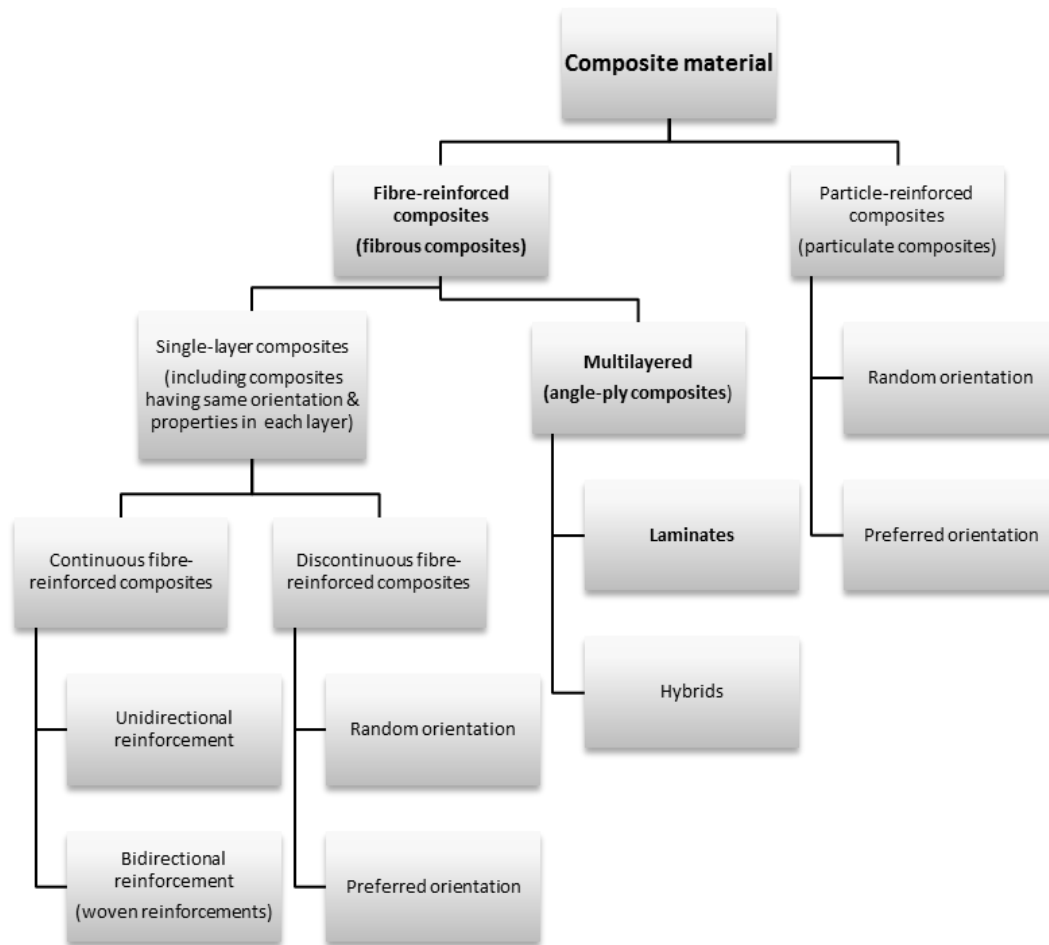 Composite material
Fibre-reinforced
composites
(fibrous composites)
Particle-reinforced
composites
(particulate composites)
Single-layer composites
(including composites
having same orientation &
properties in each layer)
Multilayered
(angle-ply composites)
Random orientation
Preferred orientation
Laminates
Hybrids
Continuous fibre-
reinforced composites
Discontinuous fibre-
reinforced composites
Unidirectional
reinforcement
Random orientation
Bidirectional
reinforcement
(woven reinforcements)
Preferred orientation